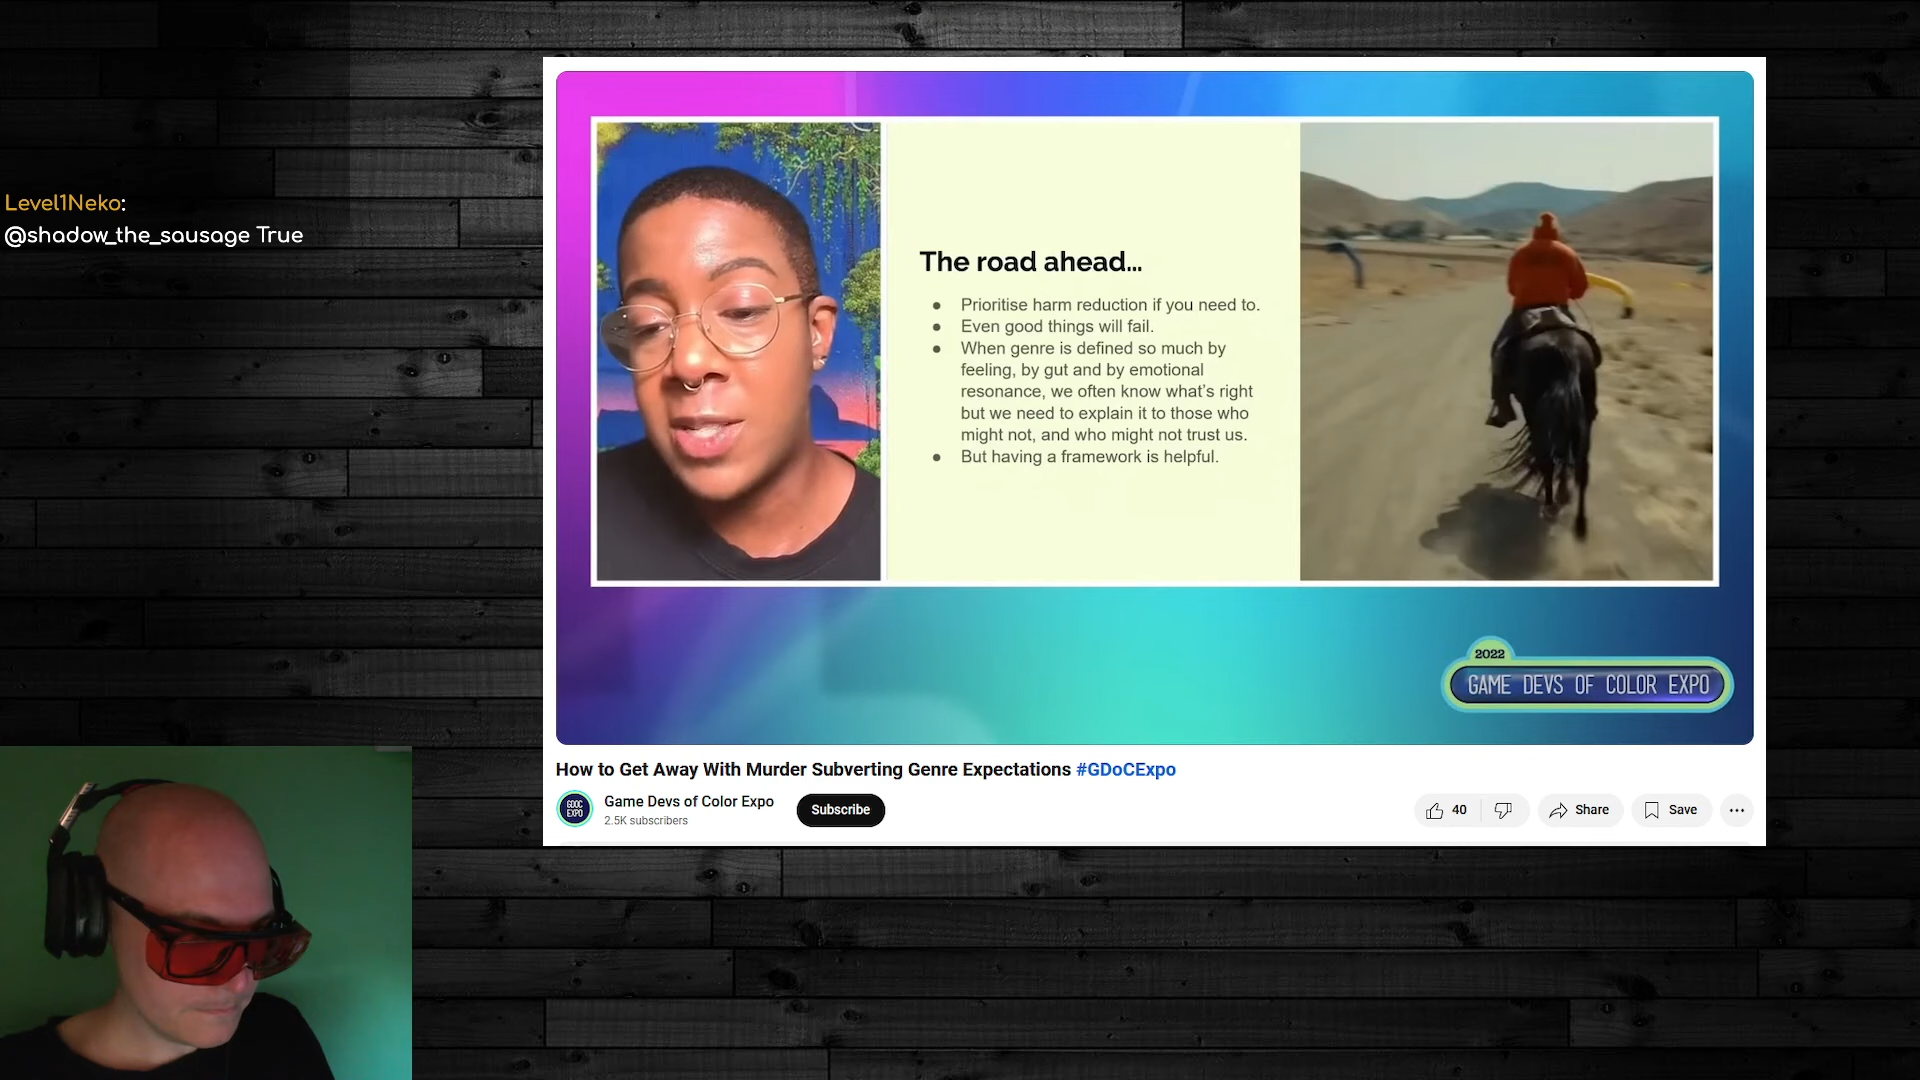 Level1Neko:
@shadow_the_sausage True
The road ahead...
● Prioritise harm reduction if you need to.
● Even good things will fail.
● When genre is defined so much by
feeling, by gut and by emotional
resonance, we often know what's right
but we need to explain it to those who
might not, and who might not trust us.
● But having a framework is helpful.
2022
GAME DEVS OF COLOR EXPO
How to Get Away With Murder Subverting Genre Expectations #GDoCExpo
GDOC
EXPO
Game Devs of Color Expo
2.5K subscribers
Subscribe
40
Share
Save